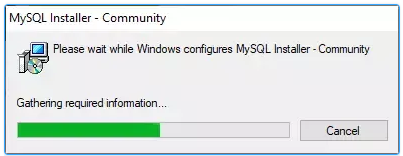 MySQL Installer - Community
Please wait while Windows configures MySQL Installer - Community
Gathering required information...
Cancel